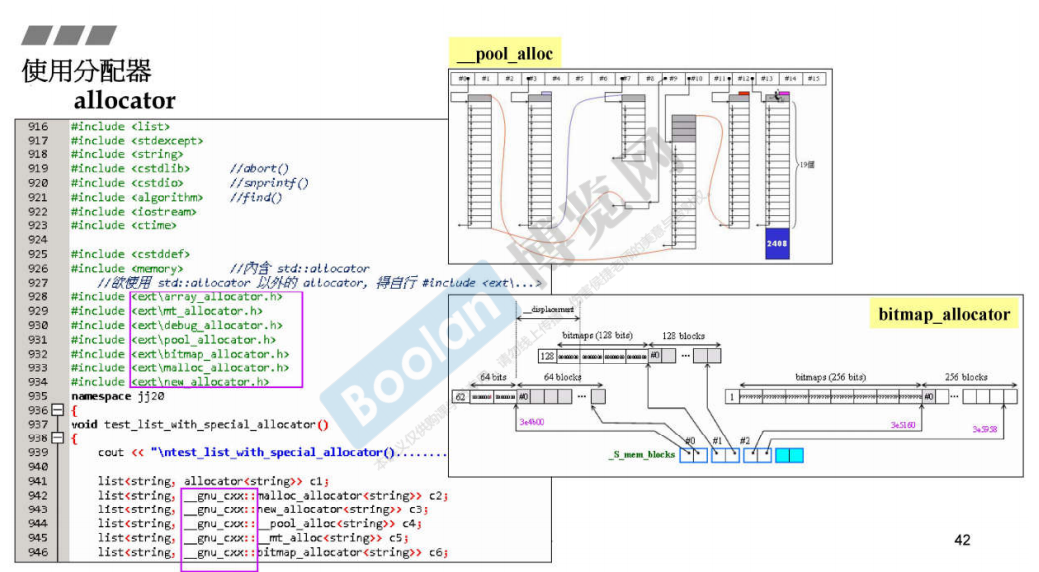 使用分配器
allocator
916 #include <list>
917 #include <stdexcept>
918 #include <string>
919 #include <cstdlib> //abort()
920 #include <cstdio> //snprintf()
921 #include <algorithm> //find()
922 #include <iostream>
923 #include <ctime>
924
925 #include <cstddef>
926 #include <memory> //內含 std::allocator
927 //欲使用 std::allocator 以外的 allocator, 得自行 #include <ext\...>
928 #include <ext\array_allocator.h>
929 #include <ext\mt_allocator.h>
930 #include <ext\debug_allocator.h>
931 #include <ext\pool_allocator.h>
932 #include <ext\bitmap_allocator.h>
933 #include <ext\malloc_allocator.h>
934 #include <ext\new_allocator.h>
935 namespace jj20
936 {
937 void test_list_with_special_allocator()
938 {
939 cout << "\ntest_list_with_special_allocator().......
940
941 list<string, allocator<string>> c1;
942 list<string, __gnu_cxx::malloc_allocator<string>> c2;
943 list<string, __gnu_cxx::new_allocator<string>> c3;
944 list<string, __gnu_cxx::__pool_alloc<string>> c4;
945 list<string, __gnu_cxx::__mt_alloc<string>> c5;
946 list<string, __gnu_cxx::bitmap_allocator<string>> c6;
__pool_alloc
#0 #1 #2 #3 #4 #5 #6 #7 #8 #9 #10 #11 #12 #13 #14 #15
19個
2408
bitmap_allocator
__displacement
bitmaps (128 bits) 128 blocks
128 #0 ...
64 bits 64 blocks
62 #0 ...
bitmaps (256 bits) 256 blocks
1 #0 ...
3e4b00 3e5160 3e5958
#0 #1 #2
_S_mem_blocks
Boolan 博览网
42